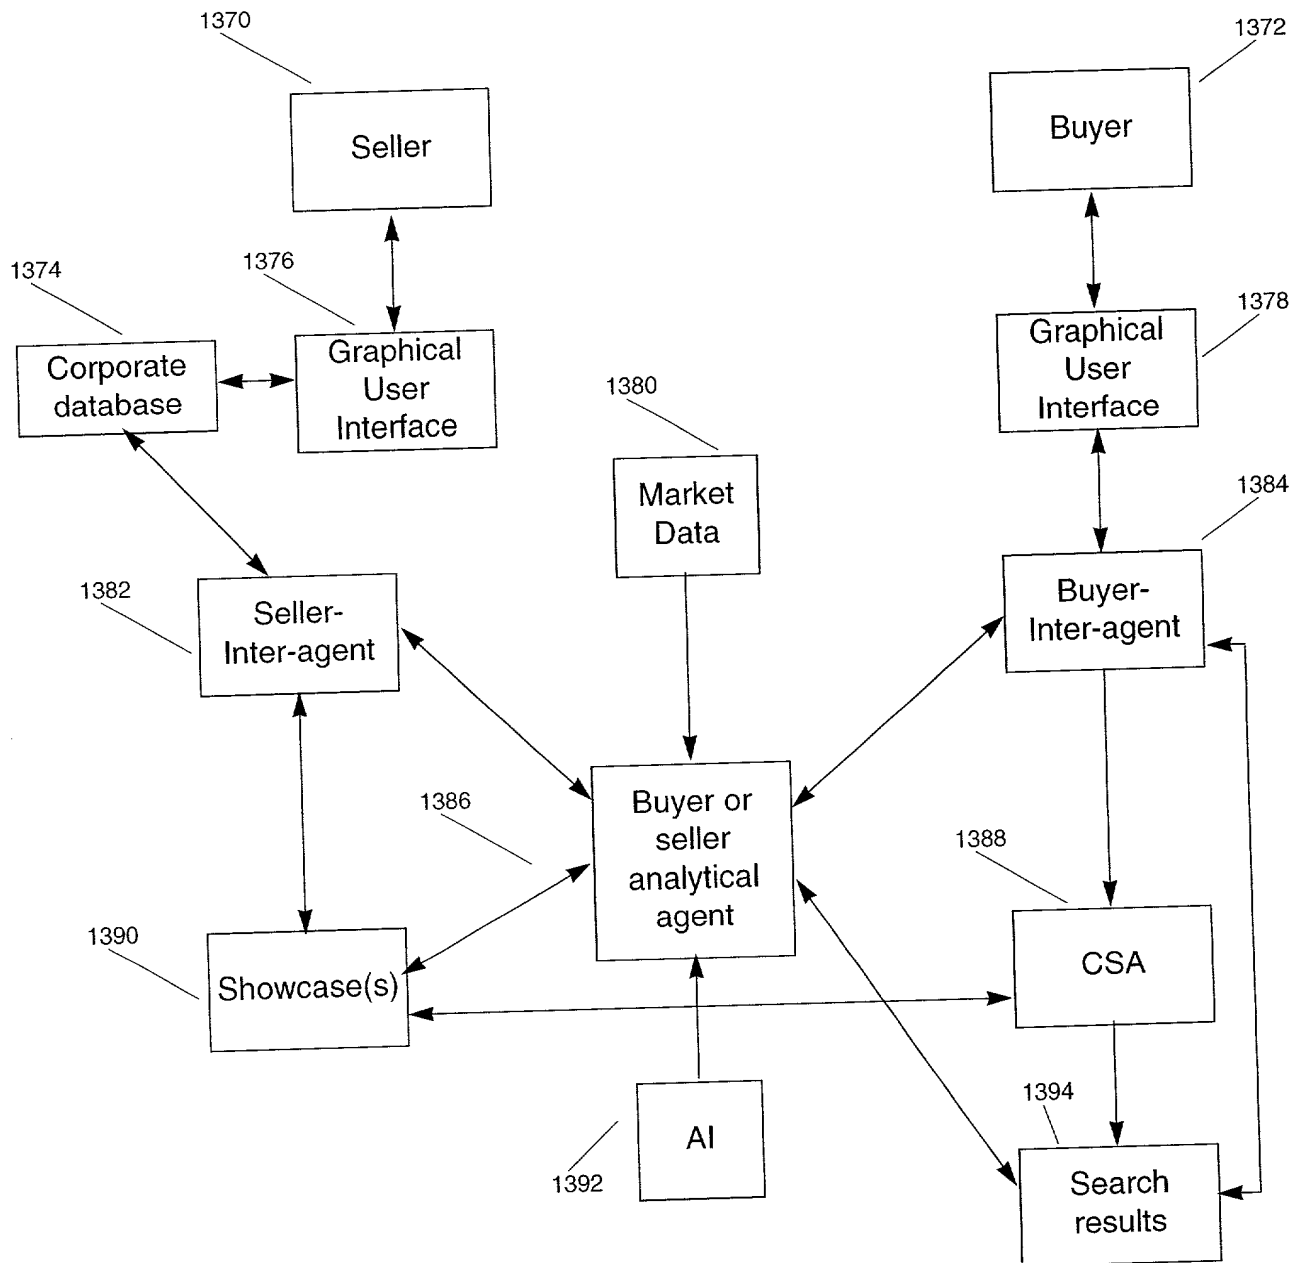 1370
1372
Seller
Buyer
1374
1376
1378
Corporate
database
Graphical
User
Interface
Graphical
User
Interface
1380
Market
Data
1384
1382
Seller-
Inter-agent
Buyer-
Inter-agent
1386
Buyer or
seller
analytical
agent
1388
1390
Showcase(s)
CSA
1392
AI
1394
Search
results